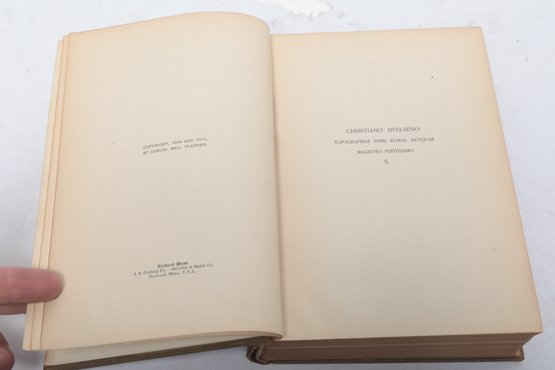 COPYRIGHT, 1904 AND 1911,
BY SAMUEL BALL PLATNER.
Norwood Press
J. S. Cushing Co. — Berwick & Smith Co.
Norwood, Mass., U.S.A.
CHRISTIANO HVELSENO
TOPOGRAPHIAE VRBIS ROMAE ANTIQVAE
MAGISTRO PERITISSIMO
S.